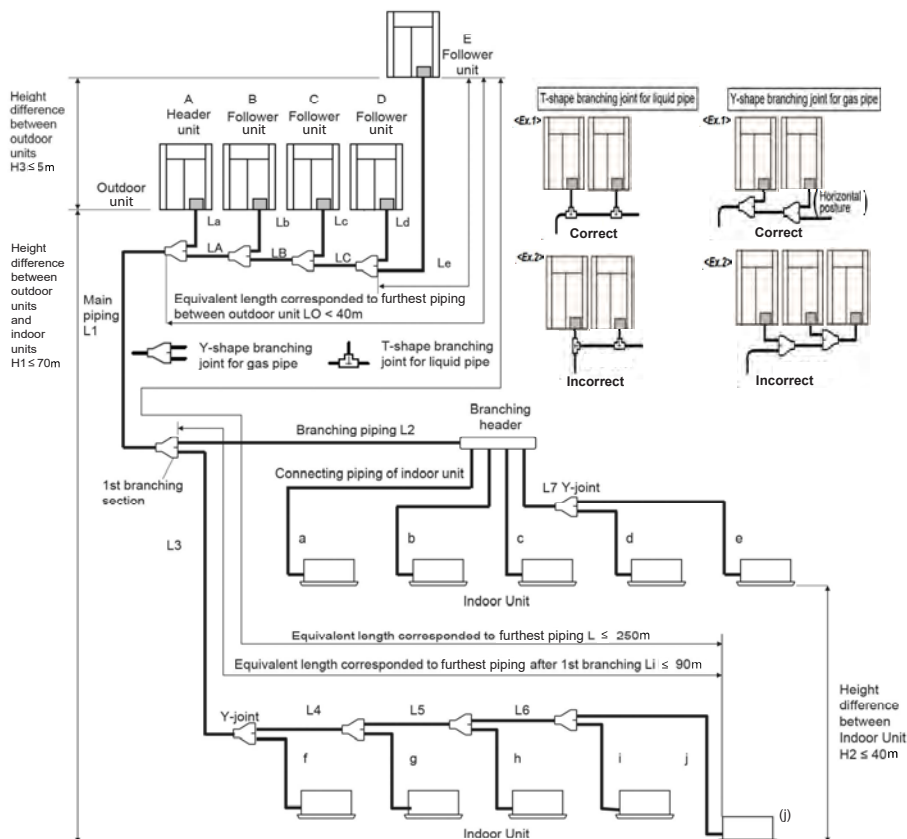 E
Follower
unit
A
Header
unit
B
Follower
unit
C
Follower
unit
D
Follower
unit
Height
difference
between
outdoor
units
H3 ≤ 5m
Outdoor
unit
La
Lb
Lc
Ld
LA
LB
LC
Le
Height
difference
between
outdoor
units
and
indoor
units
H1 ≤ 70m
Main
piping
L1
Equivalent length corresponded to furthest piping
between outdoor unit LO < 40m
Y-shape branching
joint for gas pipe
T-shape branching
joint for liquid pipe
T-shape branching joint for liquid pipe
<Ex.1>
Correct
<Ex.2>
Incorrect
Y-shape branching joint for gas pipe
<Ex.1>
(Horizontal
posture)
Correct
<Ex.2>
Incorrect
Branching piping L2
Branching
header
1st branching
section
Connecting piping of indoor unit
L7 Y-joint
L3
a
b
c
d
e
Indoor Unit
Equivalent length corresponded to furthest piping L ≤ 250m
Equivalent length corresponded to furthest piping after 1st branching Li ≤ 90m
Height
difference
between
Indoor Unit
H2 ≤ 40m
Y-joint
L4
L5
L6
f
g
h
i
j
(j)
Indoor Unit